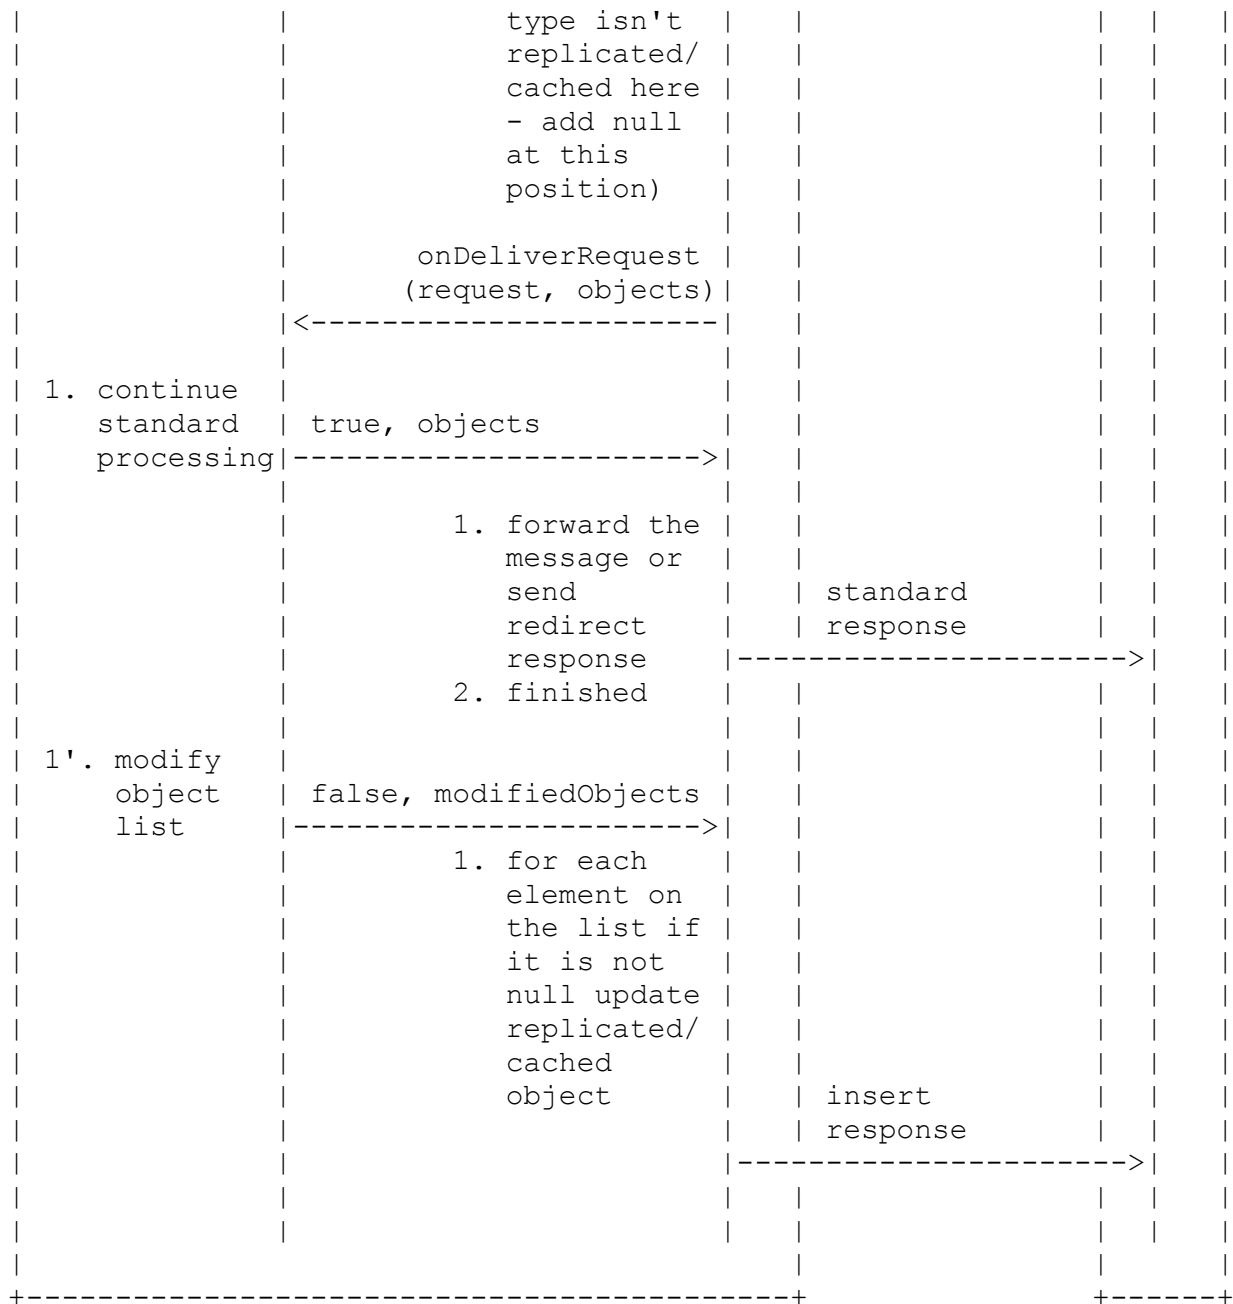 type isn't
replicated/
cached here
- add null
at this
position)
onDeliverRequest
(request, objects)
1. continue
standard true, objects
processing
1. forward the
message or
send standard
redirect response
response
2. finished
1'. modify
object false, modifiedObjects
list
1. for each
element on
the list if
it is not
null update
replicated/
cached
object insert
response